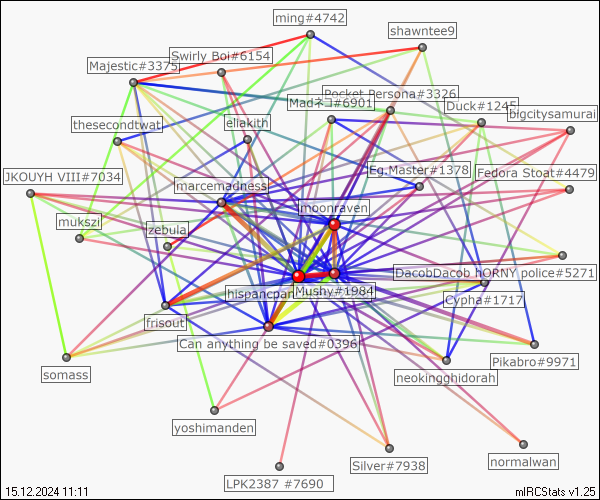 ming#4742
shawntee9
Swirly Boi#6154
Majestic#3375
Pocket Persona#3326
Madネコ#6901
Duck#1245
bigcitysamurai
thesecondtwat
ellakith
Eg.Master#1378
Fedora Stoat#4479
JKOUYH VIII#7034
marcemadness
moonraven
mukszi
zebula
DacobDacob hORNY police#5271
hispancpan
Mushy#1984
Cypha#1717
frisout
Can anything be saved#0396
Pikabro#9971
somass
neokingghidorah
yoshimanden
normalwan
Silver#7938
LPK2387 #7690
15.12.2024 11:11
mIRCStats v1.25